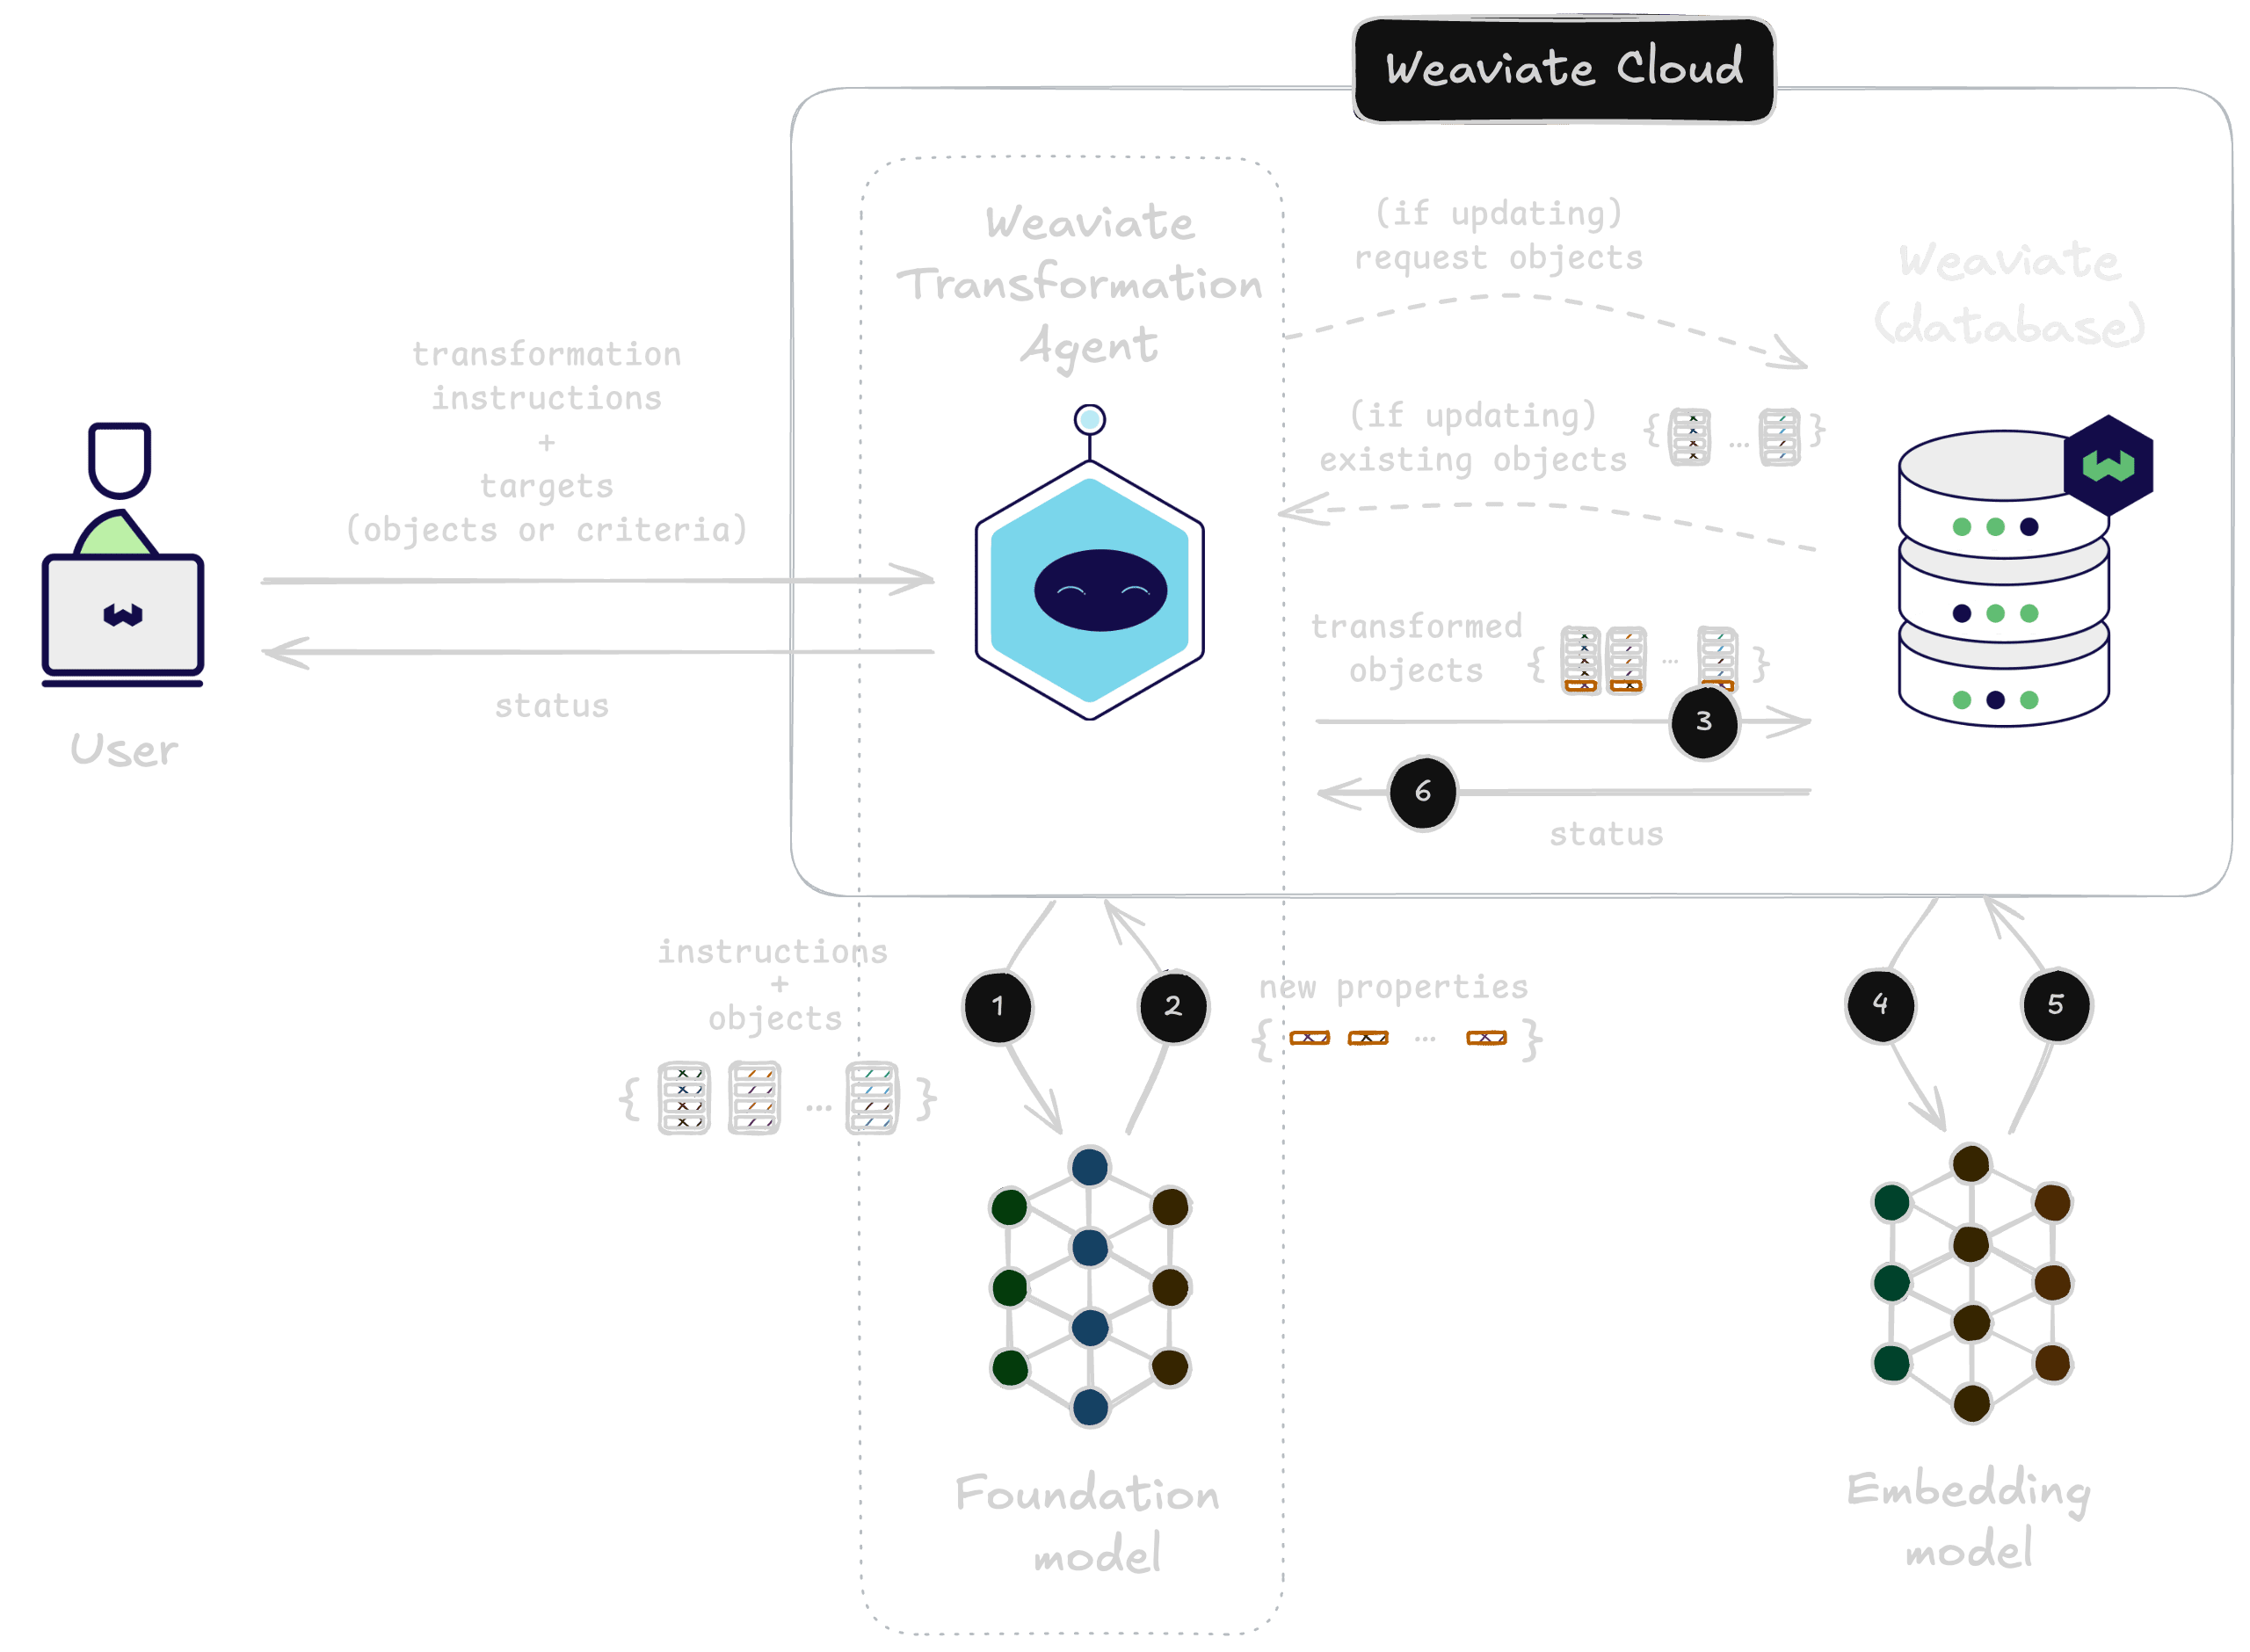 Weaviate Cloud
Weaviate
Transformation
Agent
(if updating)
request objects
Weaviate
(database)
transformation
instructions
+
targets
(objects or criteria)
(if updating)
existing objects
{ ... }
transformed
objects
{ ... }
3
status
User
6
status
instructions
+
objects
{ ... }
1
2
new properties
{ ... }
4
5
Foundation
model
Embedding
model